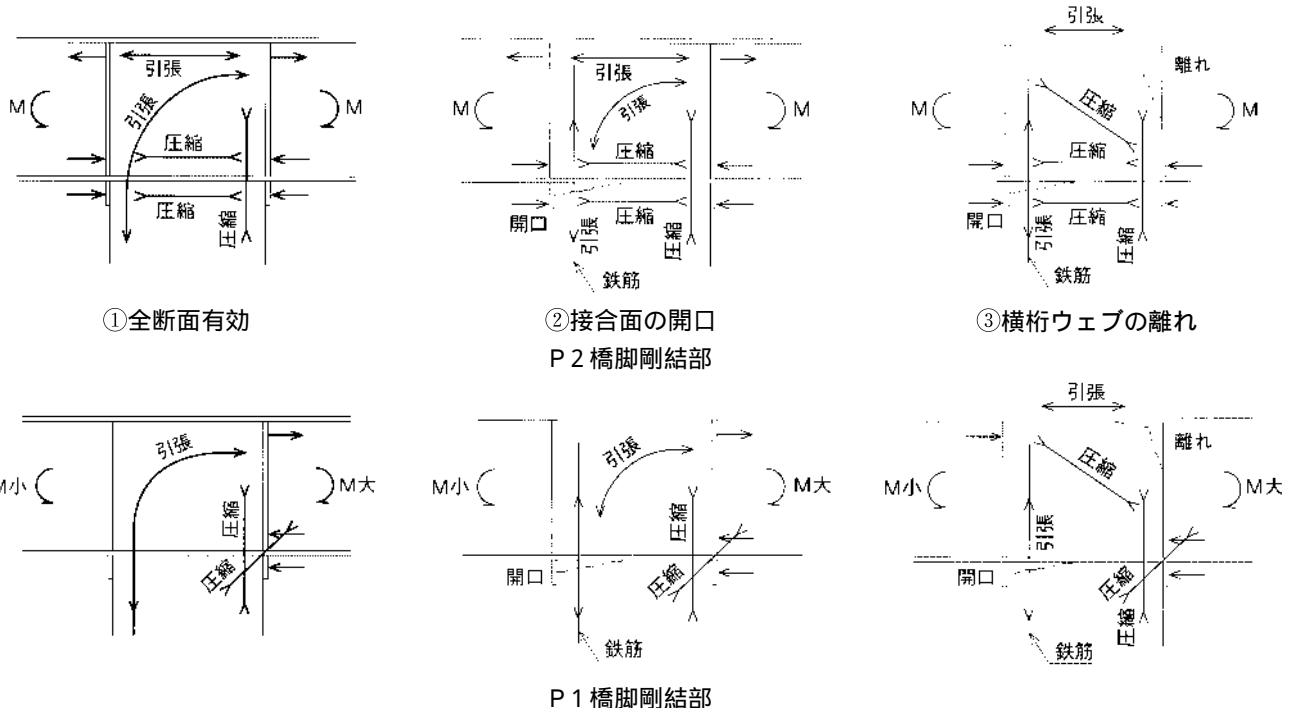 引張
引張
M
M
圧縮
圧縮
圧縮
①全断面有効
引張
引張
M
M
圧縮
圧縮
開口
引張
圧縮
鉄筋
②接合面の開口
引張
離れ
M
M
圧縮
圧縮
圧縮
開口
引張
圧縮
鉄筋
③横桁ウェブの離れ
P2橋脚剛結部
引張
M小
M大
圧縮
圧縮
引張
M小
M大
圧縮
開口
圧縮
鉄筋
引張
離れ
圧縮
M小
M大
引張
開口
圧縮
圧縮
鉄筋
P1橋脚剛結部